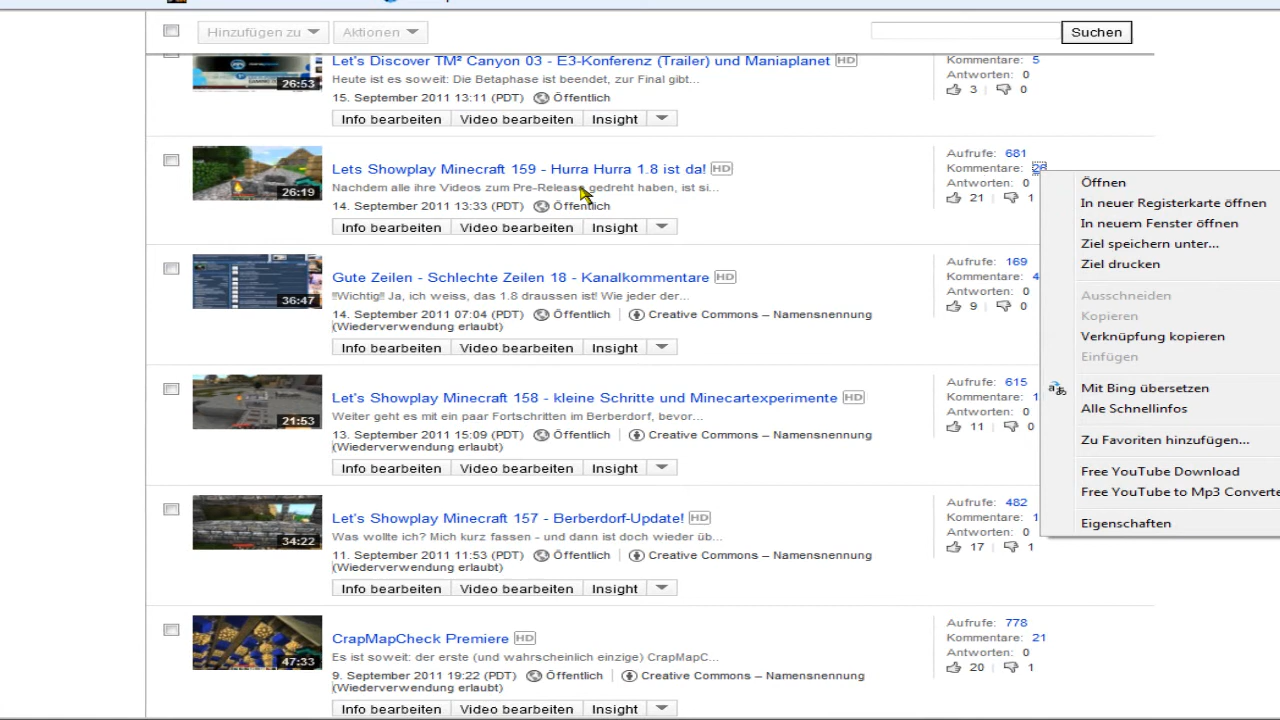 Hinzufügen zu
Aktionen
Suchen
Let's Discover TM² Canyon 03 - E3-Konferenz (Trailer) und Maniaplanet HD
Heute ist es soweit: Die Betaphase ist beendet, zur Final gibt...
15. September 2011 13:11 (PDT) Öffentlich
Info bearbeiten Video bearbeiten Insight
26:53
Kommentare: 5
Antworten: 0
3 0
Lets Showplay Minecraft 159 - Hurra Hurra 1.8 ist da! HD
Nachdem alle ihre Videos zum Pre-Release gedreht haben, ist si...
14. September 2011 13:33 (PDT) Öffentlich
Info bearbeiten Video bearbeiten Insight
26:19
Aufrufe: 681
Kommentare: 26
Antworten: 0
21 1
Gute Zeilen - Schlechte Zeilen 18 - Kanalkommentare HD
!!Wichtig!! Ja, ich weiss, das 1.8 draussen ist! Wie jeder der...
14. September 2011 07:04 (PDT) Öffentlich Creative Commons – Namensnennung
(Wiederverwendung erlaubt)
Info bearbeiten Video bearbeiten Insight
36:47
Aufrufe: 169
Kommentare: 4
Antworten: 0
9 0
Let's Showplay Minecraft 158 - kleine Schritte und Minecartexperimente HD
Weiter geht es mit ein paar Fortschritten im Berberdorf, bevor...
13. September 2011 15:09 (PDT) Öffentlich Creative Commons – Namensnennung
(Wiederverwendung erlaubt)
Info bearbeiten Video bearbeiten Insight
21:53
Aufrufe: 615
Kommentare: 1
Antworten: 0
11 0
Let's Showplay Minecraft 157 - Berberdorf-Update! HD
Was wollte ich? Mich kurz fassen - und dann ist doch wieder üb...
11. September 2011 11:53 (PDT) Öffentlich Creative Commons – Namensnennung
(Wiederverwendung erlaubt)
Info bearbeiten Video bearbeiten Insight
34:22
Aufrufe: 482
Kommentare: 1
Antworten: 0
17 1
CrapMapCheck Premiere HD
Es ist soweit: der erste (und wahrscheinlich einzige) CrapMapC...
9. September 2011 19:22 (PDT) Öffentlich Creative Commons – Namensnennung
(Wiederverwendung erlaubt)
Info bearbeiten Video bearbeiten Insight
47:33
Aufrufe: 778
Kommentare: 21
Antworten: 0
20 1
Öffnen
In neuer Registerkarte öffnen
In neuem Fenster öffnen
Ziel speichern unter...
Ziel drucken
Ausschneiden
Kopieren
Verknüpfung kopieren
Einfügen
Mit Bing übersetzen
Alle Schnellinfos
Zu Favoriten hinzufügen...
Free YouTube Download
Free YouTube to Mp3 Converte
Eigenschaften